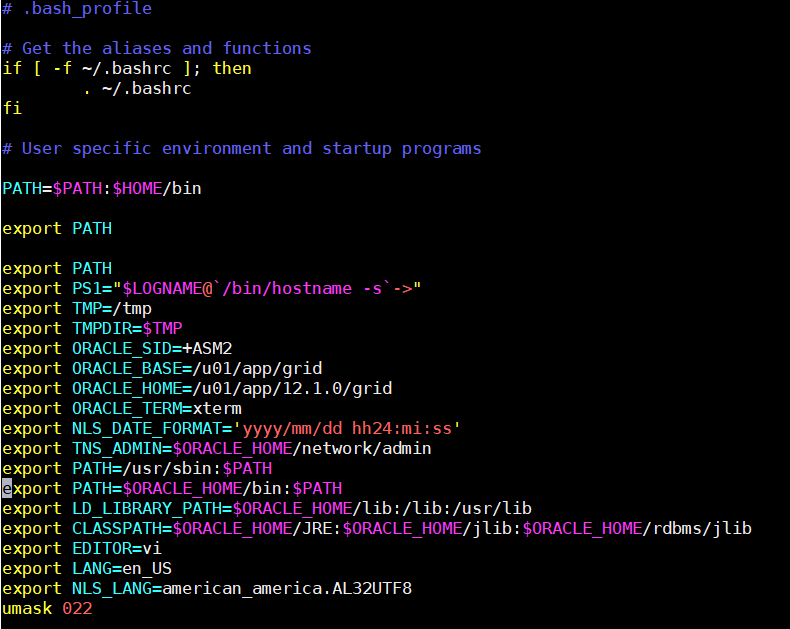 # .bash_profile
# Get the aliases and functions
if [ -f ~/.bashrc ]; then
        . ~/.bashrc
fi
# User specific environment and startup programs
PATH=$PATH:$HOME/bin
export PATH
export PATH
export PS1="$LOGNAME@`/bin/hostname -s`->"
export TMP=/tmp
export TMPDIR=$TMP
export ORACLE_SID=+ASM2
export ORACLE_BASE=/u01/app/grid
export ORACLE_HOME=/u01/app/12.1.0/grid
export ORACLE_TERM=xterm
export NLS_DATE_FORMAT='yyyy/mm/dd hh24:mi:ss'
export TNS_ADMIN=$ORACLE_HOME/network/admin
export PATH=/usr/sbin:$PATH
export PATH=$ORACLE_HOME/bin:$PATH
export LD_LIBRARY_PATH=$ORACLE_HOME/lib:/lib:/usr/lib
export CLASSPATH=$ORACLE_HOME/JRE:$ORACLE_HOME/jlib:$ORACLE_HOME/rdbms/jlib
export EDITOR=vi
export LANG=en_US
export NLS_LANG=american_america.AL32UTF8
umask 022